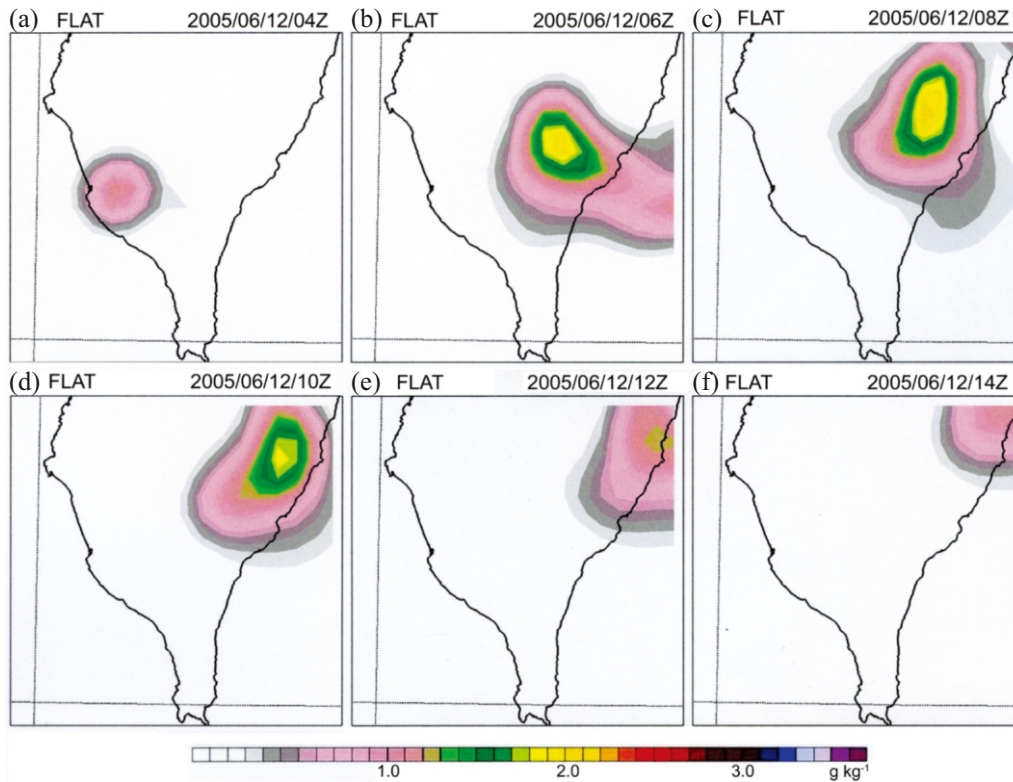 (a) FLAT 2005/06/12/04Z
(b) FLAT 2005/06/12/06Z
(c) FLAT 2005/06/12/08Z
(d) FLAT 2005/06/12/10Z
(e) FLAT 2005/06/12/12Z
(f) FLAT 2005/06/12/14Z
1.0 2.0 3.0 g kg⁻¹